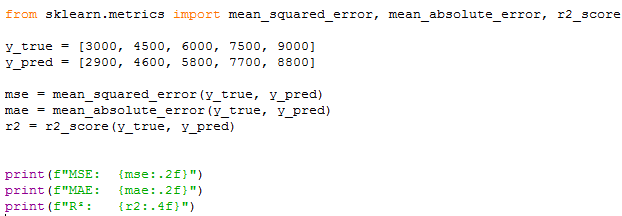 from sklearn.metrics import mean_squared_error, mean_absolute_error, r2_score
y_true = [3000, 4500, 6000, 7500, 9000]
y_pred = [2900, 4600, 5800, 7700, 8800]
mse = mean_squared_error(y_true, y_pred)
mae = mean_absolute_error(y_true, y_pred)
r2 = r2_score(y_true, y_pred)
print(f"MSE:  {mse:.2f}")
print(f"MAE:  {mae:.2f}")
print(f"R²:   {r2:.4f}")